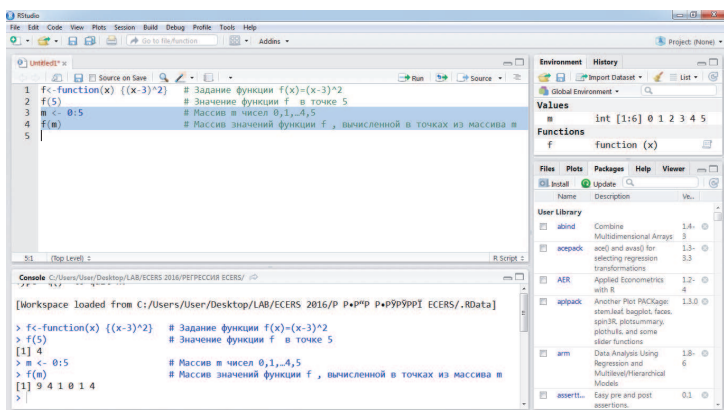 RStudio
File Edit Code View Plots Session Build Debug Profile Tools Help
Go to file/function Addins Project: (None)
Untitled1* ×
Source on Save Run Source
1 f<-function(x) {(x-3)^2} # Задание функции f(x)=(x-3)^2
2 f(5) # Значение функции f в точке 5
3 m <- 0:5 # Массив m чисел 0,1,…4,5
4 f(m) # Массив значений функции f , вычисленной в точках из массива m
5
5:1 (Top Level) R Script
Console C:/Users/User/Desktop/LAB/ECERS 2016/РЕГРЕССИЯ ECERS/
[Workspace loaded from C:/Users/User/Desktop/LAB/ECERS 2016/Р Р•Р“Р Р•РЎРЎРРЇ ECERS/.RData]
> f<-function(x) {(x-3)^2} # Задание функции f(x)=(x-3)^2
> f(5) # Значение функции f в точке 5
[1] 4
> m <- 0:5 # Массив m чисел 0,1,…4,5
> f(m) # Массив значений функции f , вычисленной в точках из массива m
[1] 9 4 1 0 1 4
>
Environment History
Import Dataset List
Global Environment
Values
m int [1:6] 0 1 2 3 4 5
Functions
f function (x)
Files Plots Packages Help Viewer
Install Update
Name Description Ve...
User Library
abind Combine 1.4-
Multidimensional Arrays 3
acepack ace() and avas() for 1.3-
selecting regression 3.3
transformations
AER Applied Econometrics 1.2-
with R 4
aplpack Another Plot PACKage: 1.3.0
stem.leaf, bagplot, faces,
spin3R, plotsummary,
plothulls, and some
slider functions
arm Data Analysis Using 1.8-
Regression and 6
Multilevel/Hierarchical
Models
assertt... Easy pre and post 0.1
assertions.